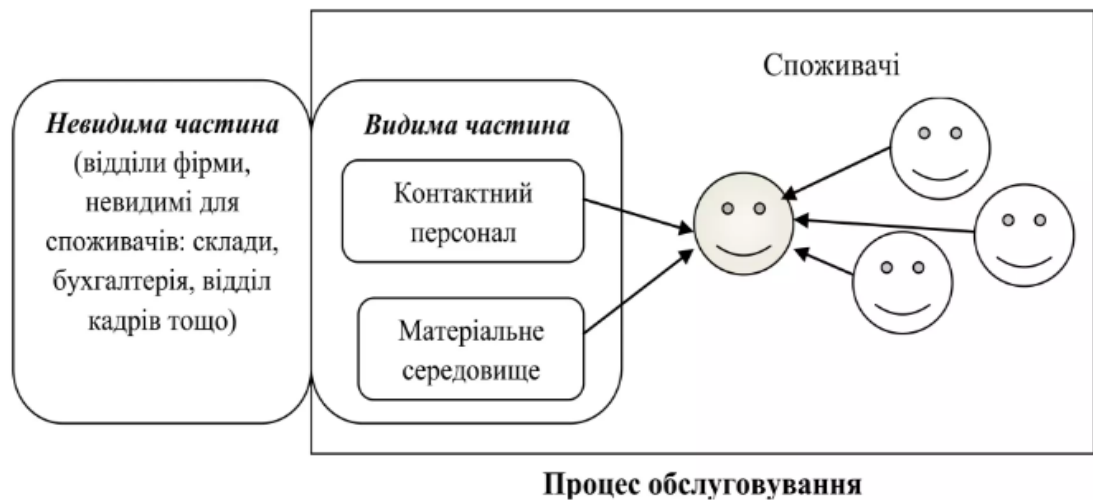 Невидима частина
(відділи фірми,
невидимі для
споживачів: склади,
бухгалтерія, відділ
кадрів тощо)
Видима частина
Контактний
персонал
Матеріальне
середовище
Споживачі
Процес обслуговування